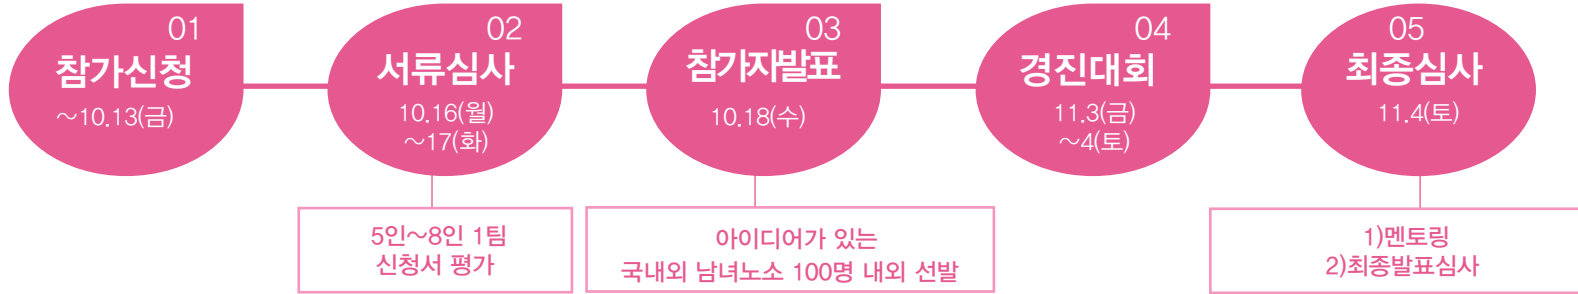 01
참가신청
~10.13(금)
02
서류심사
10.16(월)
~17(화)
5인~8인 1팀
신청서 평가
03
참가자발표
10.18(수)
아이디어가 있는
국내외 남녀노소 100명 내외 선발
04
경진대회
11.3(금)
~4(토)
05
최종심사
11.4(토)
1)멘토링
2)최종발표심사